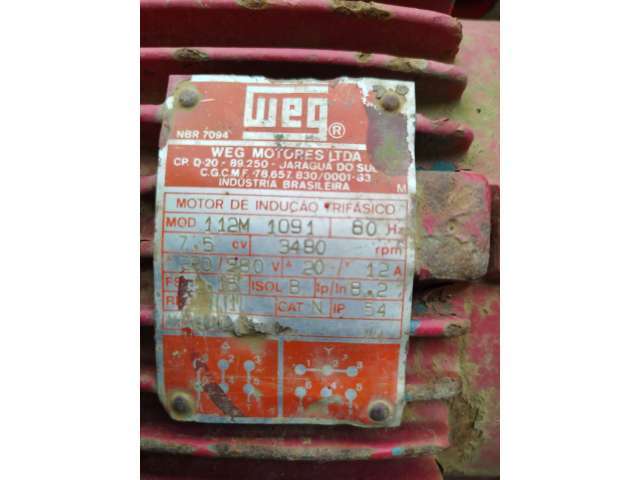 weg ®
NBR 7094
WEG MOTORES LTDA
CP. D-20 - 89.250 - JARAGUÁ DO SUL
C.G.C.M.F. -78.657.830/0001-83
INDÚSTRIA BRASILEIRA M
MOTOR DE INDUÇÃO TRIFÁSICO
MOD 112M 1091 60 Hz
7.5 cv 3480 rpm
220/380 V 20 12 A
ISOL B Ip/In 8.2
CAT N IP 54